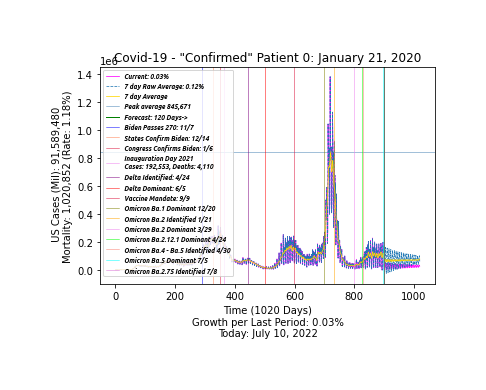 Covid-19 - "Confirmed" Patient 0: January 21, 2020
1e6
Current: 0.03%
7 day Raw Average: 0.12%
7 day Average
Peak average 845,671
Forecast: 120 Days->
Biden Passes 270: 11/7
States Confirm Biden: 12/14
Congress Confirms Biden: 1/6
Inauguration Day 2021
Cases: 192,553, Deaths: 4,110
Delta Identified: 4/24
Delta Dominant: 6/5
Vaccine Mandate: 9/9
Omicron Ba.1 Dominant 12/20
Omicron Ba.2 Identified 1/21
Omicron Ba.2 Dominant 3/29
Omicron Ba.2.12.1 Dominant 4/24
Omicron Ba.4 - Ba.5 Identified 4/30
Omicron Ba.5 Dominant 7/5
Omicron Ba.2.75 Identified 7/8
US Cases (Mil): 91,589,480
Mortality: 1,020,852 (Rate: 1.18%)
1.4
1.2
1.0
0.8
0.6
0.4
0.2
0.0
0 200 400 600 800 1000
Time (1020 Days)
Growth per Last Period: 0.03%
Today: July 10, 2022